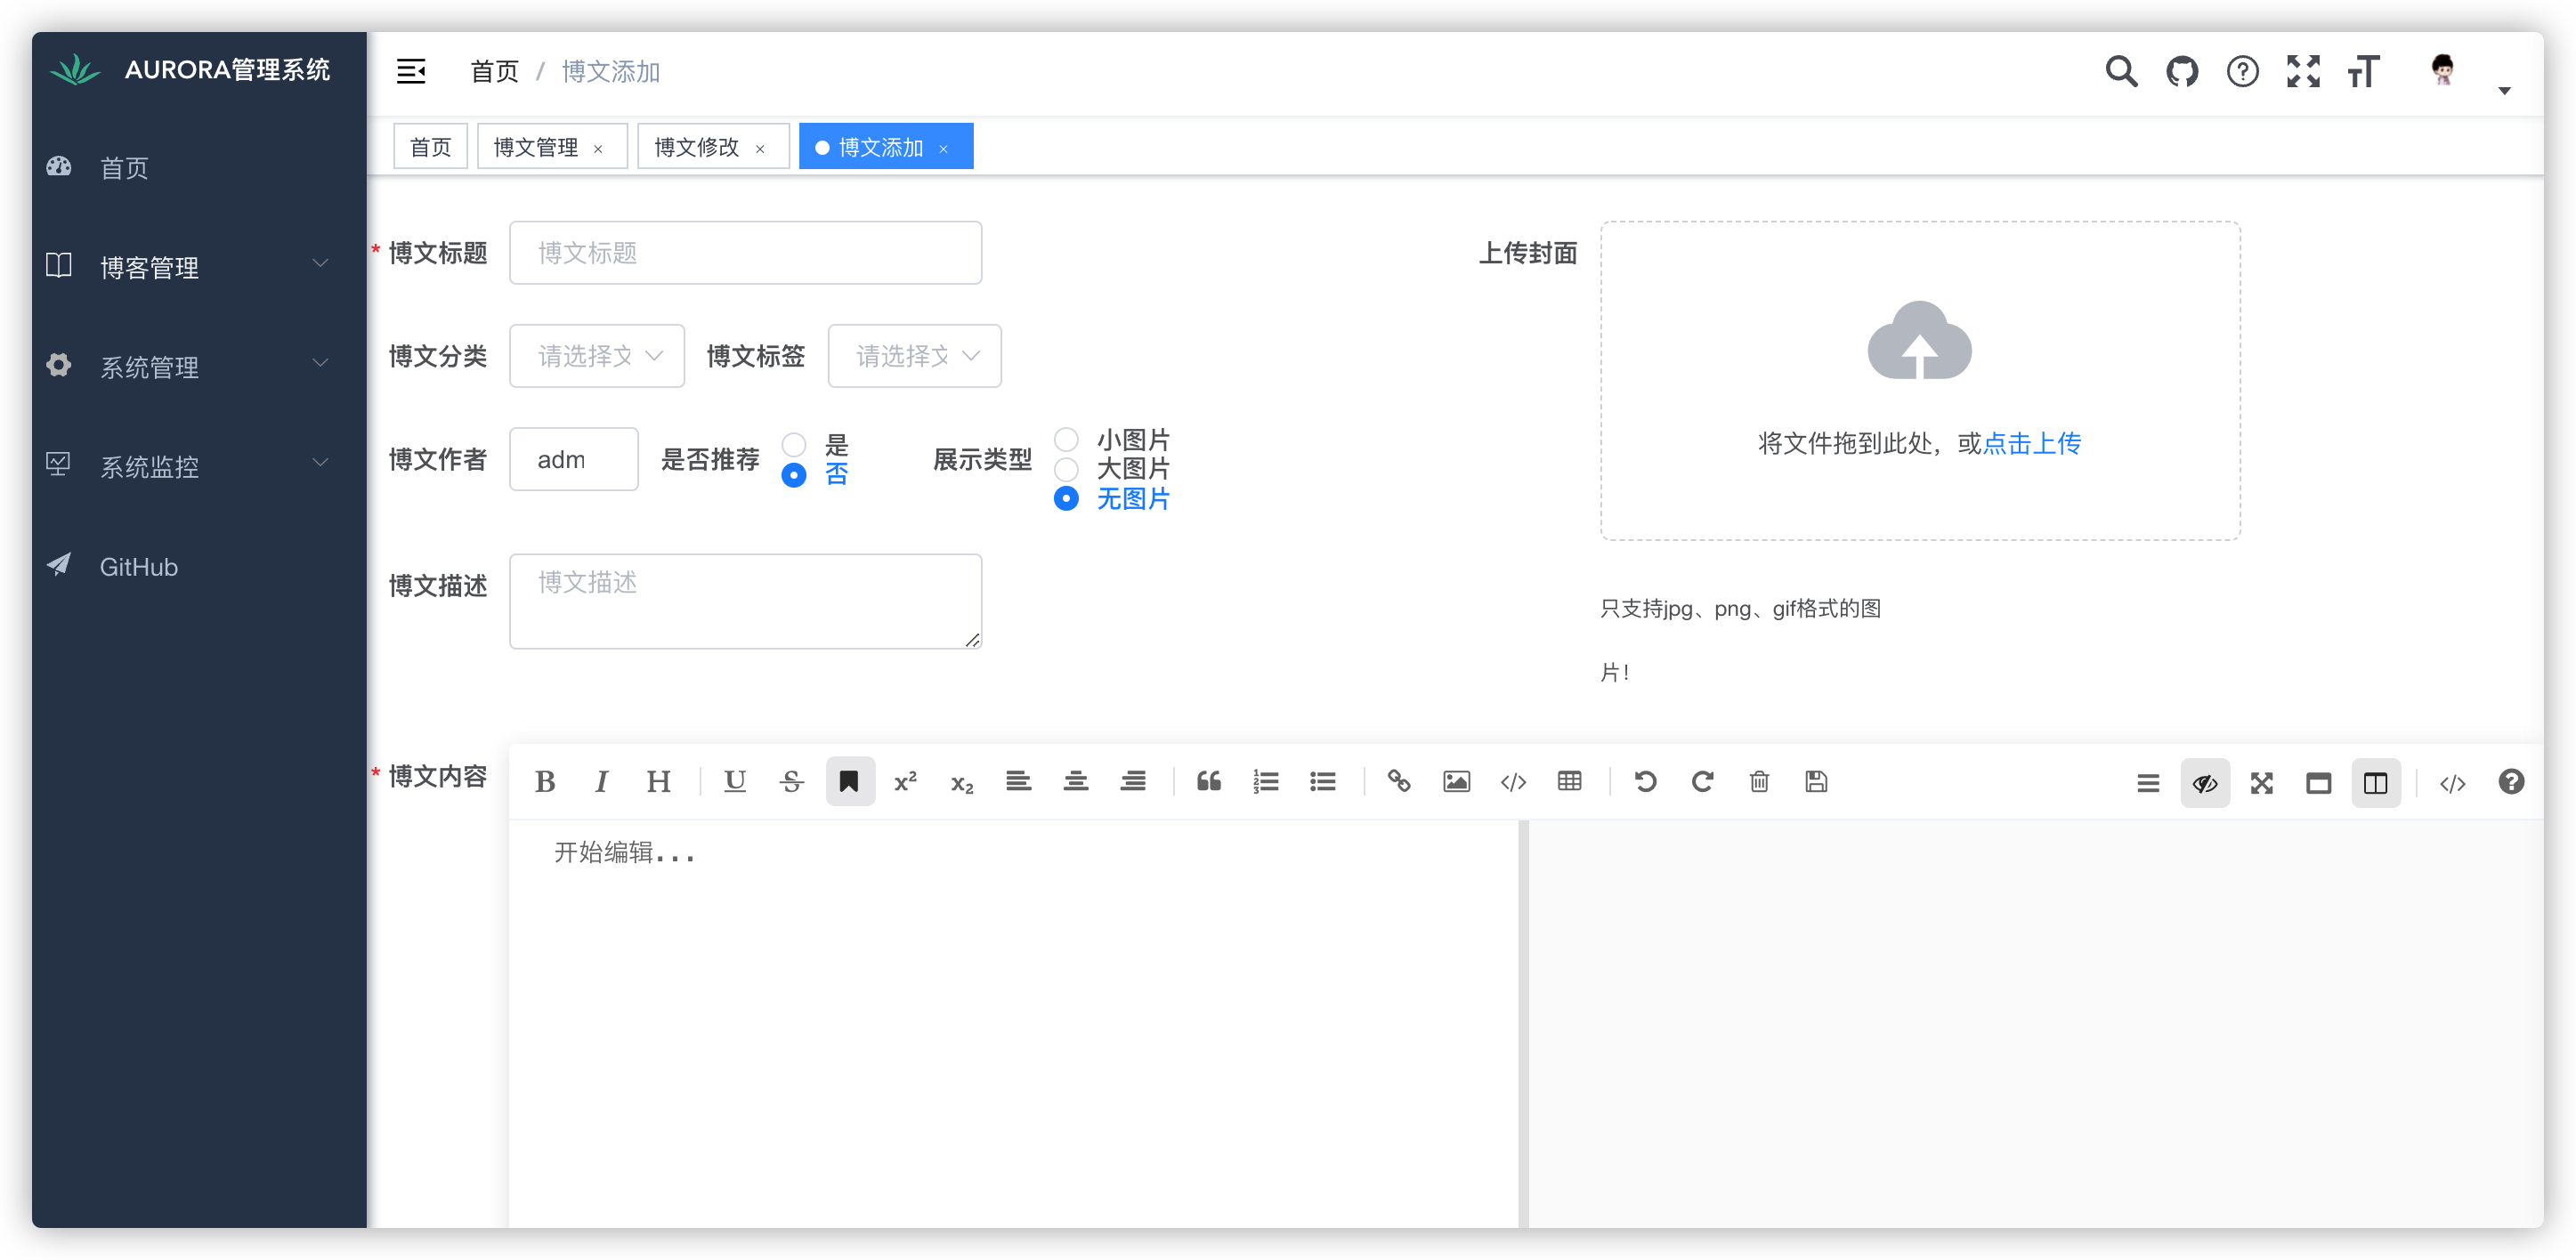 AURORA管理系统
首页 / 博文添加
首页
博客管理
系统管理
系统监控
GitHub
首页 博文管理 × 博文修改 × 博文添加 ×
* 博文标题 博文标题
博文分类 请选择文 博文标签 请选择文
博文作者 adm 是否推荐 是 否 展示类型 小图片 大图片 无图片
博文描述 博文描述
上传封面
将文件拖到此处，或点击上传
只支持jpg、png、gif格式的图
片！
* 博文内容
开始编辑...